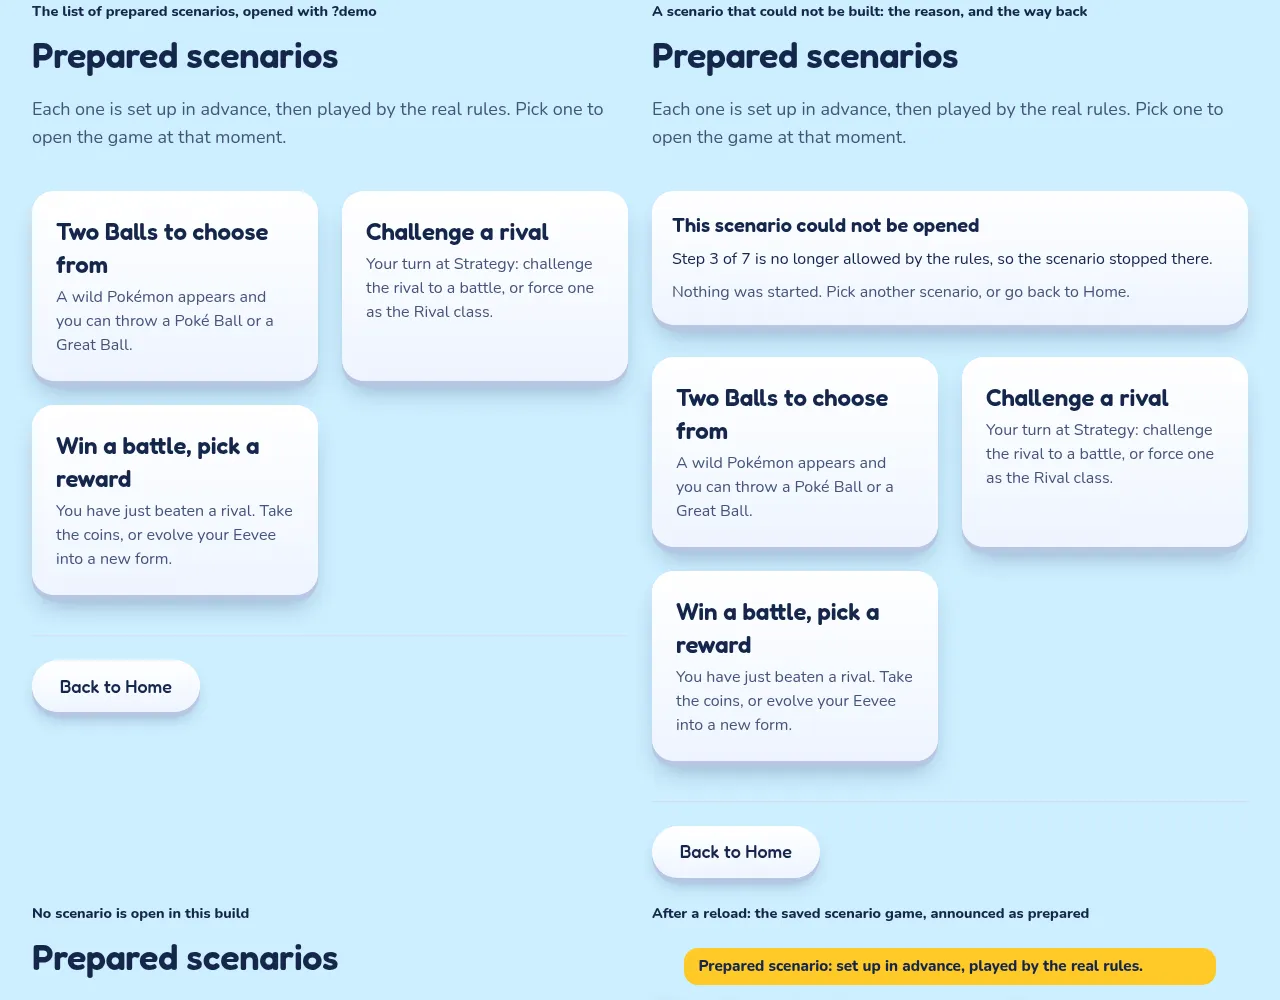 The list of prepared scenarios, opened with ?demo
Prepared scenarios
Each one is set up in advance, then played by the real rules. Pick one to
open the game at that moment.
Two Balls to choose
from
A wild Pokémon appears and
you can throw a Poké Ball or a
Great Ball.
Challenge a rival
Your turn at Strategy: challenge
the rival to a battle, or force one
as the Rival class.
Win a battle, pick a
reward
You have just beaten a rival. Take
the coins, or evolve your Eevee
into a new form.
Back to Home
A scenario that could not be built: the reason, and the way back
Prepared scenarios
Each one is set up in advance, then played by the real rules. Pick one to
open the game at that moment.
This scenario could not be opened
Step 3 of 7 is no longer allowed by the rules, so the scenario stopped there.
Nothing was started. Pick another scenario, or go back to Home.
Two Balls to choose
from
A wild Pokémon appears and
you can throw a Poké Ball or a
Great Ball.
Challenge a rival
Your turn at Strategy: challenge
the rival to a battle, or force one
as the Rival class.
Win a battle, pick a
reward
You have just beaten a rival. Take
the coins, or evolve your Eevee
into a new form.
Back to Home
No scenario is open in this build
Prepared scenarios
After a reload: the saved scenario game, announced as prepared
Prepared scenario: set up in advance, played by the real rules.